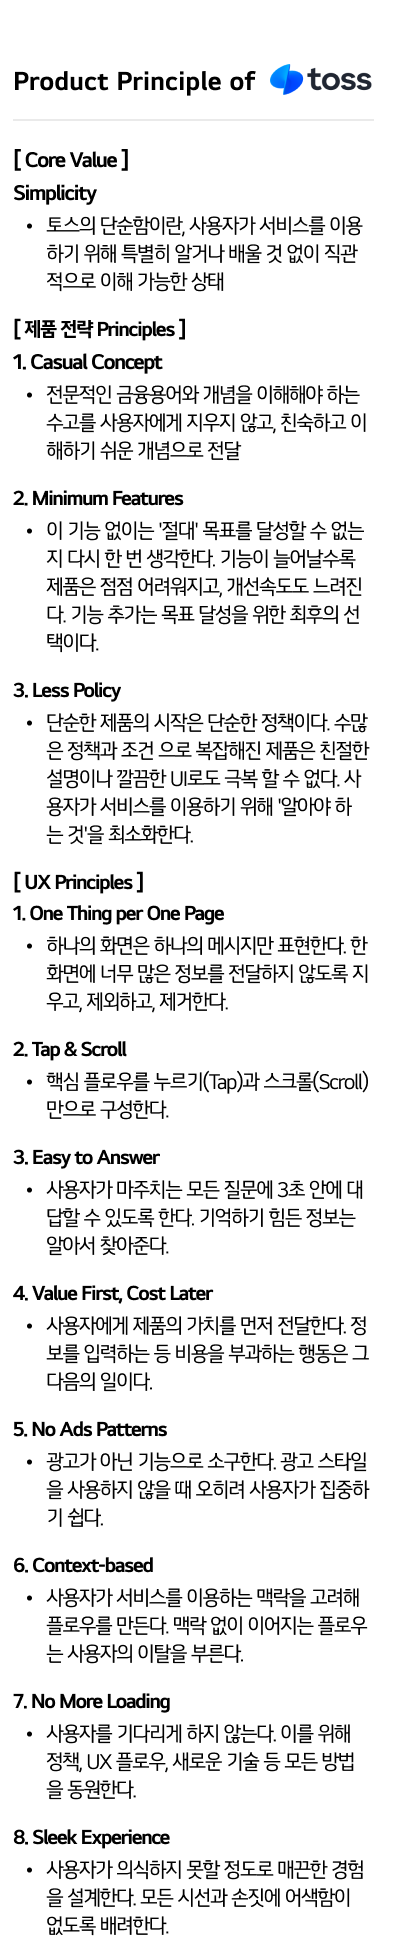 Product Principle of toss
[ Core Value ]
Simplicity
• 토스의 단순함이란, 사용자가 서비스를 이용
하기 위해 특별히 알거나 배울 것 없이 직관
적으로 이해 가능한 상태
[ 제품 전략 Principles ]
1. Casual Concept
• 전문적인 금융용어와 개념을 이해해야 하는
수고를 사용자에게 지우지 않고, 친숙하고 이
해하기 쉬운 개념으로 전달
2. Minimum Features
• 이 기능 없이는 '절대' 목표를 달성할 수 없는
지 다시 한 번 생각한다. 기능이 늘어날수록
제품은 점점 어려워지고, 개선속도도 느려진
다. 기능 추가는 목표 달성을 위한 최후의 선
택이다.
3. Less Policy
• 단순한 제품의 시작은 단순한 정책이다. 수많
은 정책과 조건 으로 복잡해진 제품은 친절한
설명이나 깔끔한 UI로도 극복 할 수 없다. 사
용자가 서비스를 이용하기 위해 '알아야 하
는 것'을 최소화한다.
[ UX Principles ]
1. One Thing per One Page
• 하나의 화면은 하나의 메시지만 표현한다. 한
화면에 너무 많은 정보를 전달하지 않도록 지
우고, 제외하고, 제거한다.
2. Tap & Scroll
• 핵심 플로우를 누르기(Tap)과 스크롤(Scroll)
만으로 구성한다.
3. Easy to Answer
• 사용자가 마주치는 모든 질문에 3초 안에 대
답할 수 있도록 한다. 기억하기 힘든 정보는
알아서 찾아준다.
4. Value First, Cost Later
• 사용자에게 제품의 가치를 먼저 전달한다. 정
보를 입력하는 등 비용을 부과하는 행동은 그
다음의 일이다.
5. No Ads Patterns
• 광고가 아닌 기능으로 소구한다. 광고 스타일
을 사용하지 않을 때 오히려 사용자가 집중하
기 쉽다.
6. Context-based
• 사용자가 서비스를 이용하는 맥락을 고려해
플로우를 만든다. 맥락 없이 이어지는 플로우
는 사용자의 이탈을 부른다.
7. No More Loading
• 사용자를 기다리게 하지 않는다. 이를 위해
정책, UX 플로우, 새로운 기술 등 모든 방법
을 동원한다.
8. Sleek Experience
• 사용자가 의식하지 못할 정도로 매끈한 경험
을 설계한다. 모든 시선과 손짓에 어색함이
없도록 배려한다.